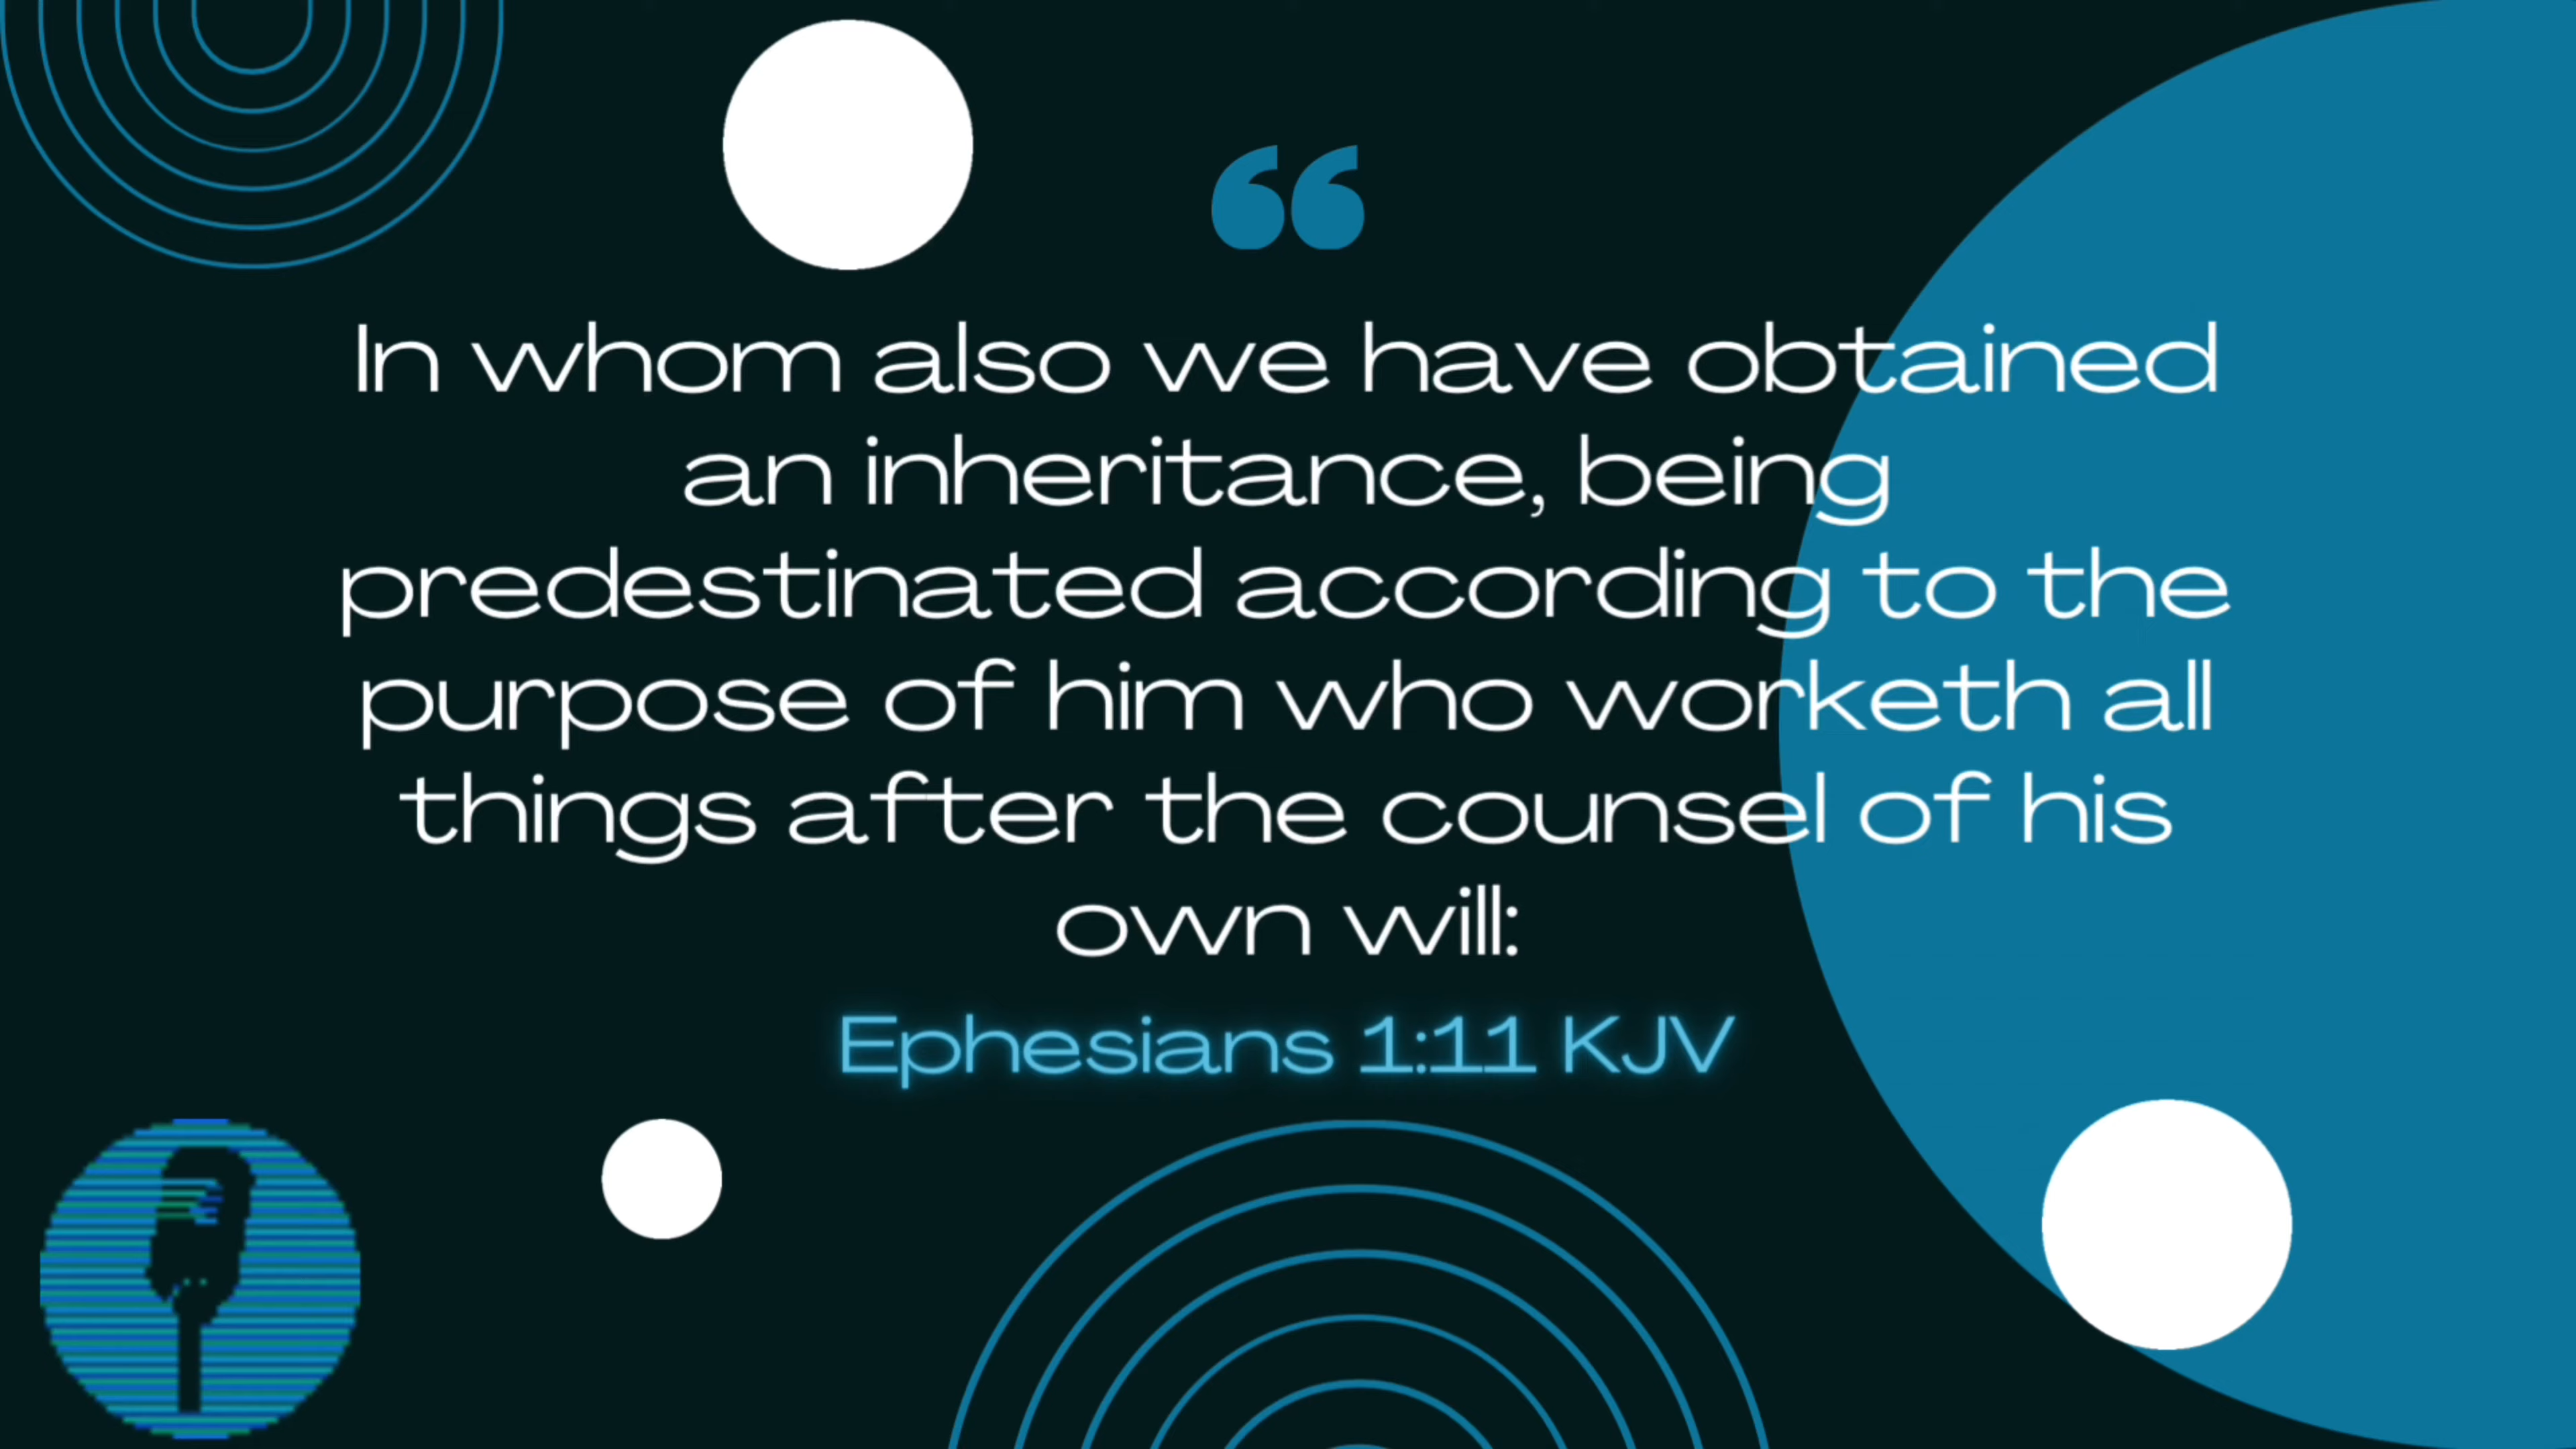 “
In whom also we have obtained
an inheritance, being
predestinated according to the
purpose of him who worketh all
things after the counsel of his
own will:
Ephesians 1:11 KJV